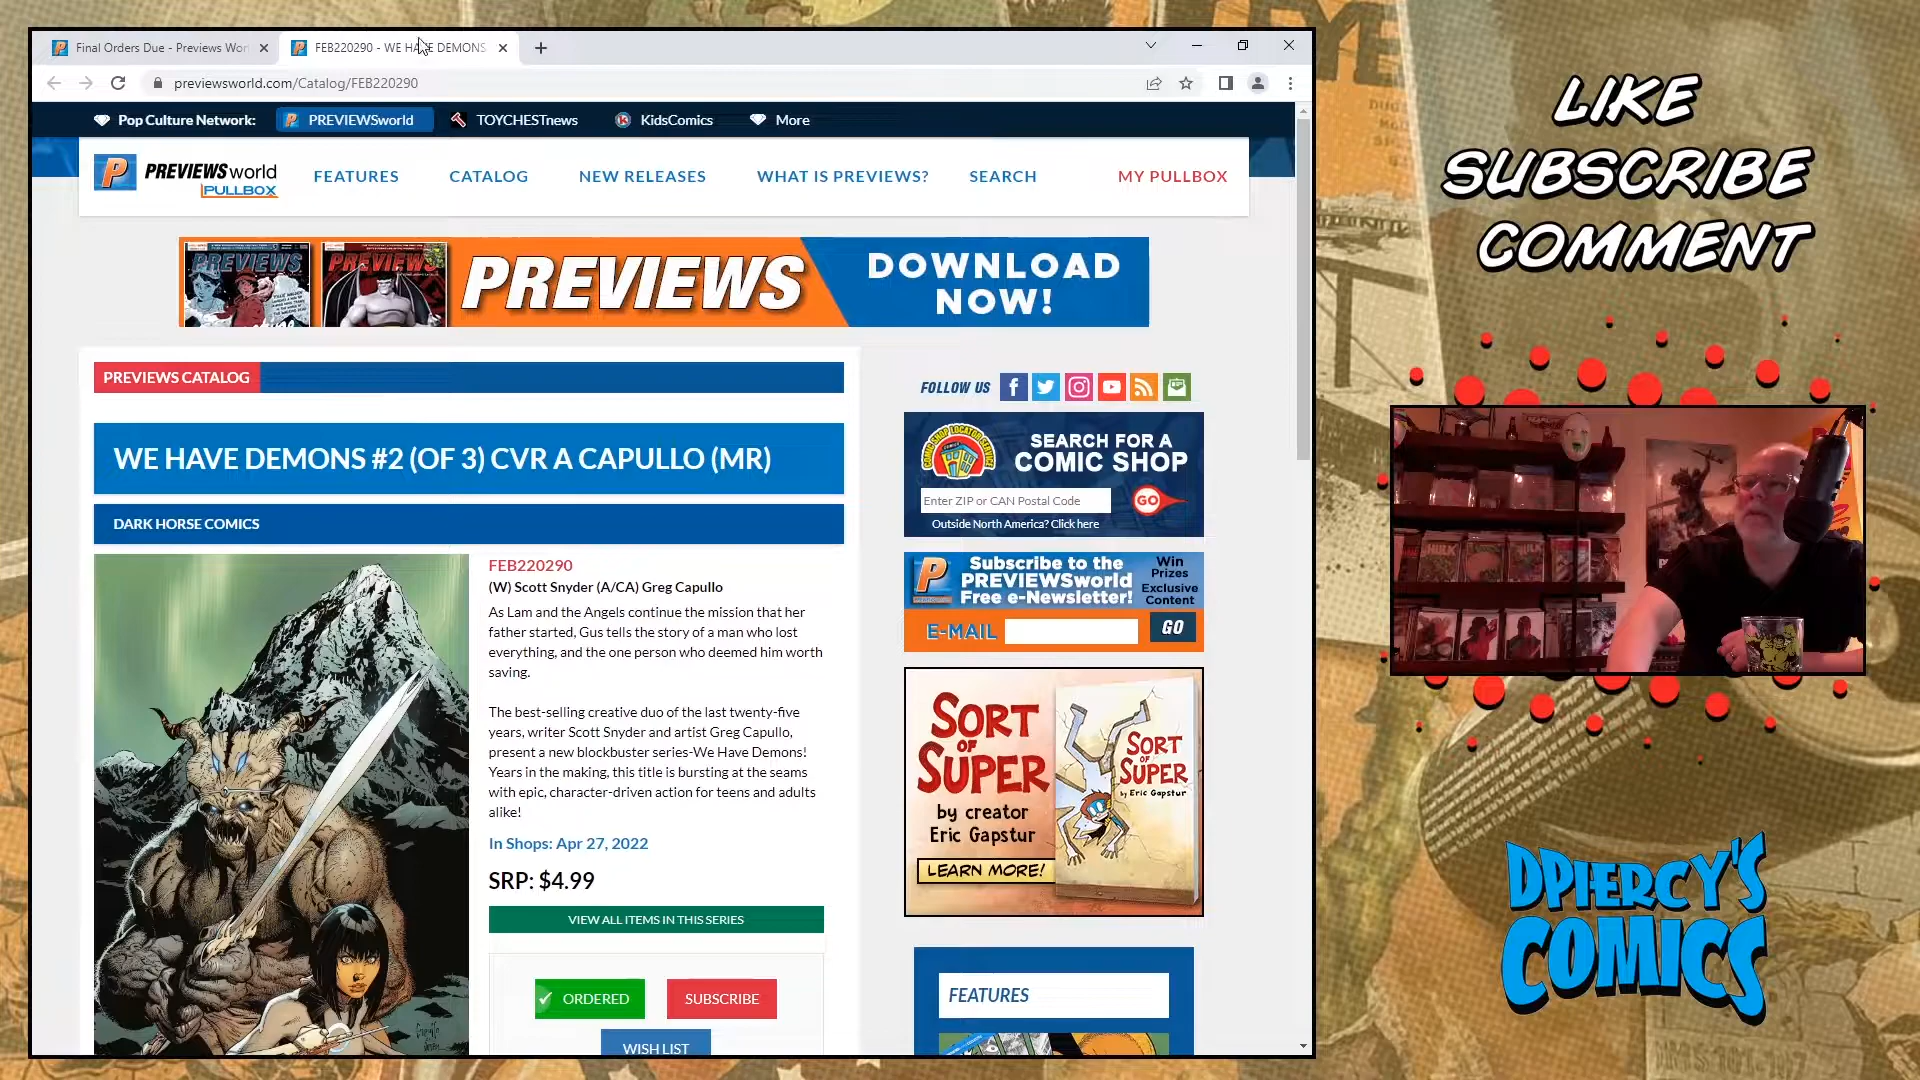 Final Orders Due - Previews Wor
FEB220290 - WE HAVE DEMONS
previewsworld.com/Catalog/FEB220290
Pop Culture Network:
PREVIEWSworld
TOYCHESTnews
KidsComics
More
PREVIEWSworld
PULLBOX
FEATURES
CATALOG
NEW RELEASES
WHAT IS PREVIEWS?
SEARCH
MY PULLBOX
PREVIEWS
PREVIEWS
PREVIEWS
DOWNLOAD
NOW!
PREVIEWS CATALOG
WE HAVE DEMONS #2 (OF 3) CVR A CAPULLO (MR)
DARK HORSE COMICS
FEB220290
(W) Scott Snyder (A/CA) Greg Capullo
As Lam and the Angels continue the mission that her
father started, Gus tells the story of a man who lost
everything, and the one person who deemed him worth
saving.
The best-selling creative duo of the last twenty-five
years, writer Scott Snyder and artist Greg Capullo,
present a new blockbuster series-We Have Demons!
Years in the making, this title is bursting at the seams
with epic, character-driven action for teens and adults
alike!
In Shops: Apr 27, 2022
SRP: $4.99
VIEW ALL ITEMS IN THIS SERIES
ORDERED
SUBSCRIBE
WISH LIST
FOLLOW US
COMIC SHOP LOCATOR SERVICE
SEARCH FOR A
COMIC SHOP
Enter ZIP or CAN Postal Code
GO
Outside North America? Click here
Subscribe to the
PREVIEWSworld
Free e-Newsletter!
Win
Prizes
Exclusive
Content
E-MAIL
GO
SORT
OF
SUPER
by creator
Eric Gapstur
LEARN MORE!
SORT
OF
SUPER
by Eric Gapstur
FEATURES
LIKE
SUBSCRIBE
COMMENT
HULK
DPIERCY'S
COMICS